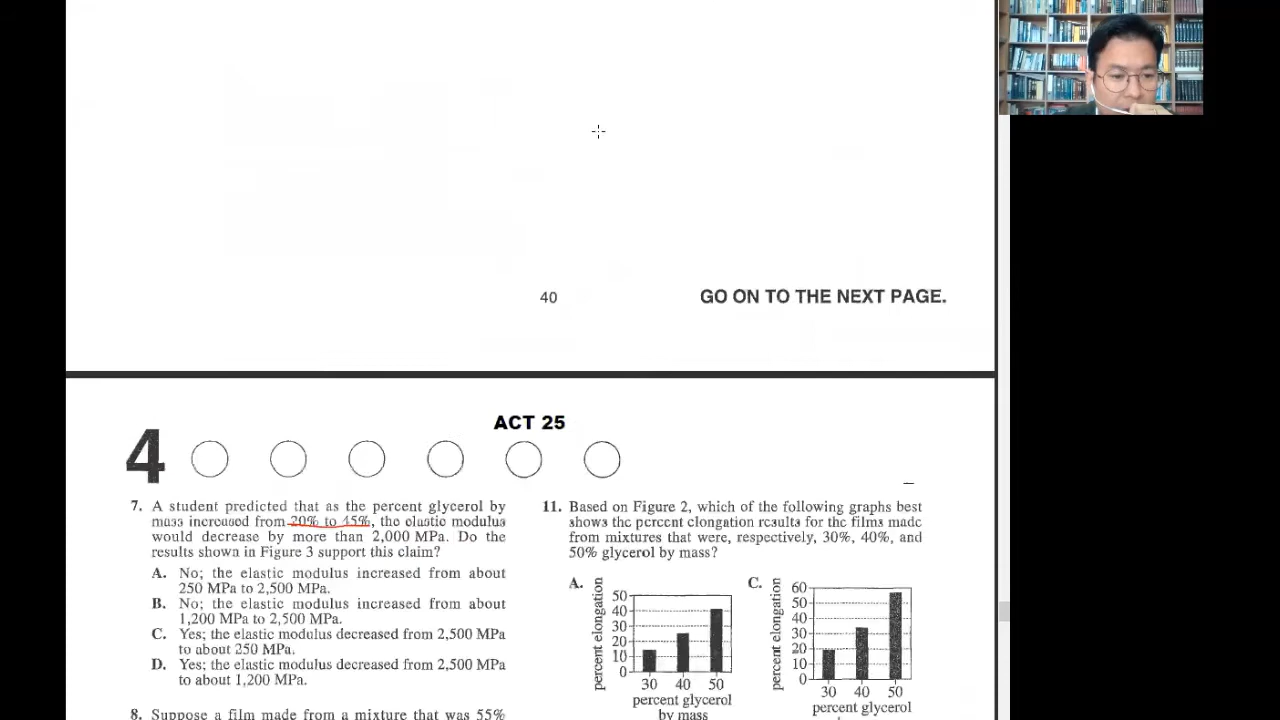 40
GO ON TO THE NEXT PAGE.
ACT 25
4
7. A student predicted that as the percent glycerol by
mass increased from 20% to 45%, the elastic modulus
would decrease by more than 2,000 MPa. Do the
results shown in Figure 3 support this claim?
A. No; the elastic modulus increased from about
250 MPa to 2,500 MPa.
B. No; the elastic modulus increased from about
1,200 MPa to 2,500 MPa.
C. Yes; the elastic modulus decreased from 2,500 MPa
to about 250 MPa.
D. Yes; the elastic modulus decreased from 2,500 MPa
to about 1,200 MPa.
8. Suppose a film made from a mixture that was 55%
11. Based on Figure 2, which of the following graphs best
shows the percent elongation results for the films made
from mixtures that were, respectively, 30%, 40%, and
50% glycerol by mass?
A.
percent elongation
50
40
30
20
10
0
30 40 50
percent glycerol
by mass
C.
percent elongation
60
50
40
30
20
10
0
30 40 50
percent glycerol